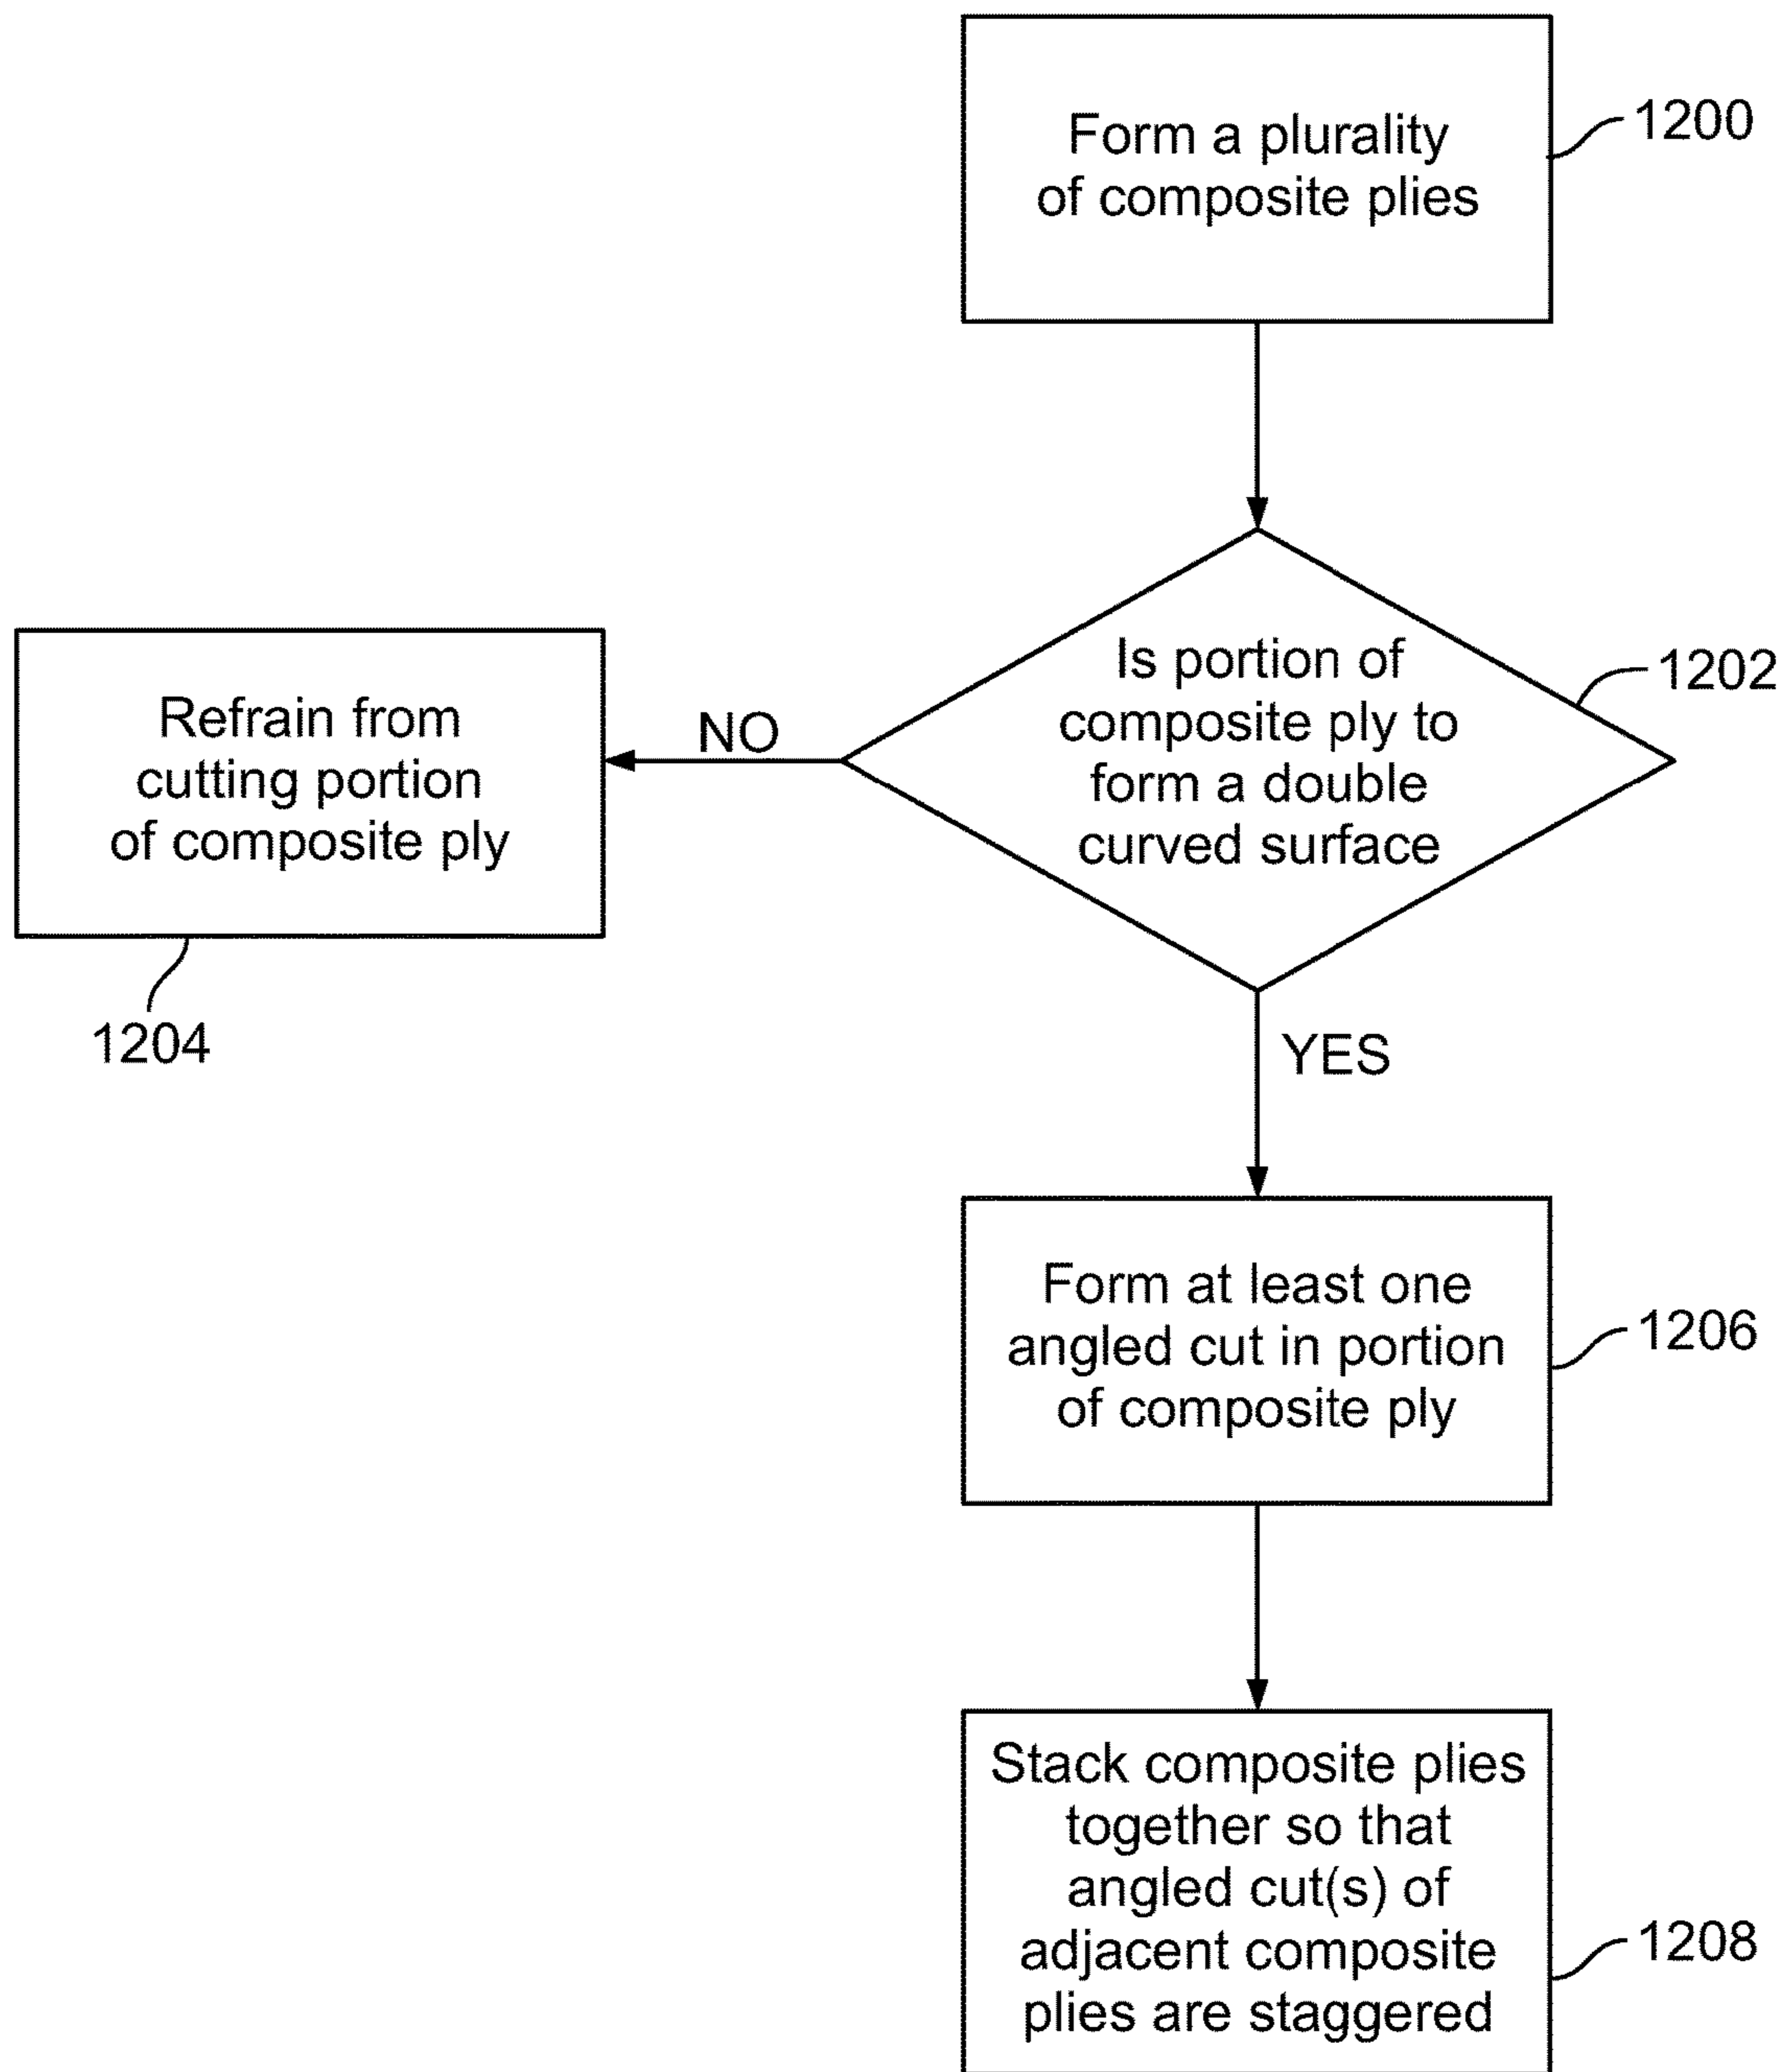 Form a plurality
of composite plies
1200
Is portion of
composite ply to
form a double
curved surface
1202
NO
Refrain from
cutting portion
of composite ply
1204
YES
Form at least one
angled cut in portion
of composite ply
1206
Stack composite plies
together so that
angled cut(s) of
adjacent composite
plies are staggered
1208